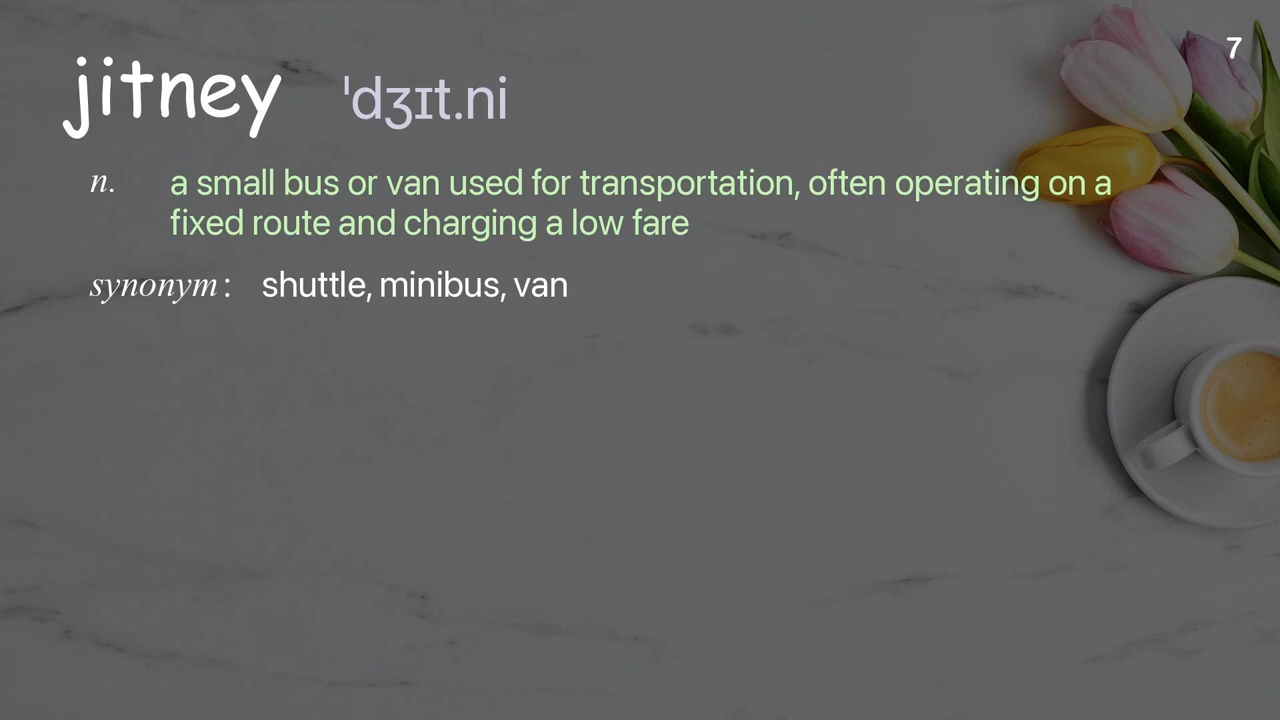 7
jitney ˈdʒɪt.ni
n. a small bus or van used for transportation, often operating on a
fixed route and charging a low fare
synonym: shuttle, minibus, van